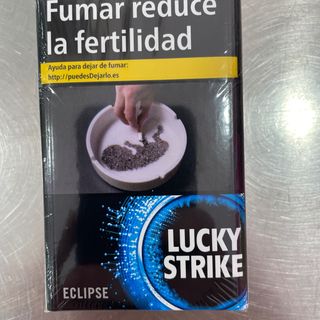 Fumar reduce
la fertilidad
Ayuda para dejar de fumar:
http://puedesDejarlo.es
LUCKY
STRIKE
ECLIPSE